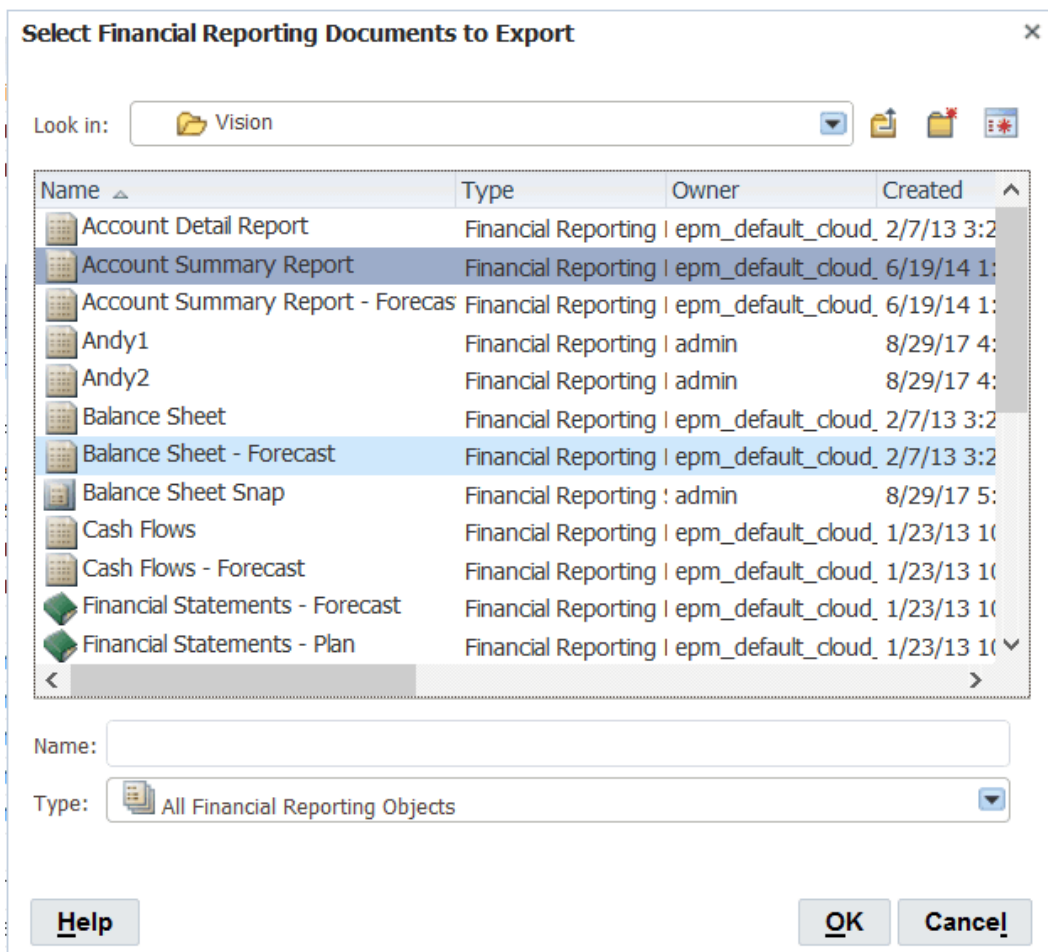 Select Financial Reporting Documents to Export
Look in: Vision
Name Type Owner Created
Account Detail Report Financial Reporting epm_default_cloud_ 2/7/13 3:2
Account Summary Report Financial Reporting epm_default_cloud_ 6/19/14 1:
Account Summary Report - Forecas Financial Reporting epm_default_cloud_ 6/19/14 1:
Andy1 Financial Reporting admin 8/29/17 4:
Andy2 Financial Reporting admin 8/29/17 4:
Balance Sheet Financial Reporting epm_default_cloud_ 2/7/13 3:2
Balance Sheet - Forecast Financial Reporting epm_default_cloud_ 2/7/13 3:2
Balance Sheet Snap Financial Reporting admin 8/29/17 5:
Cash Flows Financial Reporting epm_default_cloud_ 1/23/13 10
Cash Flows - Forecast Financial Reporting epm_default_cloud_ 1/23/13 10
Financial Statements - Forecast Financial Reporting epm_default_cloud_ 1/23/13 10
Financial Statements - Plan Financial Reporting epm_default_cloud_ 1/23/13 10
Name:
Type: All Financial Reporting Objects
Help OK Cancel